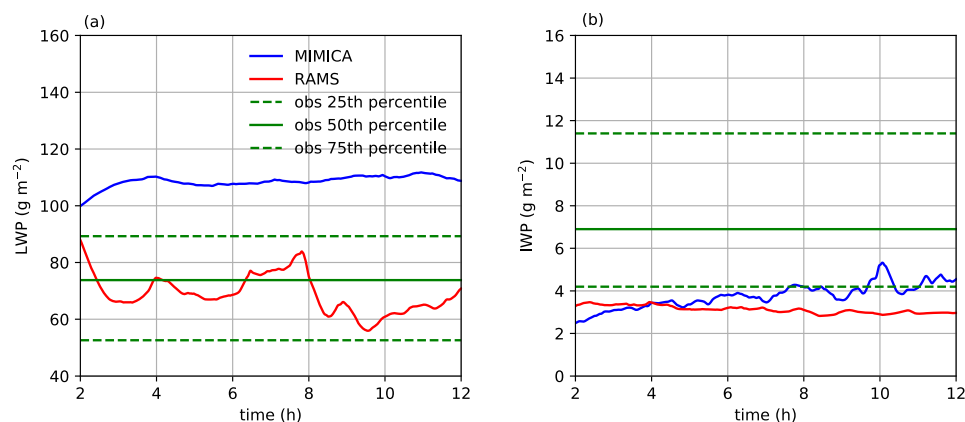 (a)
160
140
120
100
80
60
40
LWP (g m⁻²)
2 4 6 8 10 12
time (h)
MIMICA
RAMS
obs 25th percentile
obs 50th percentile
obs 75th percentile
(b)
16
14
12
10
8
6
4
2
0
IWP (g m⁻²)
2 4 6 8 10 12
time (h)